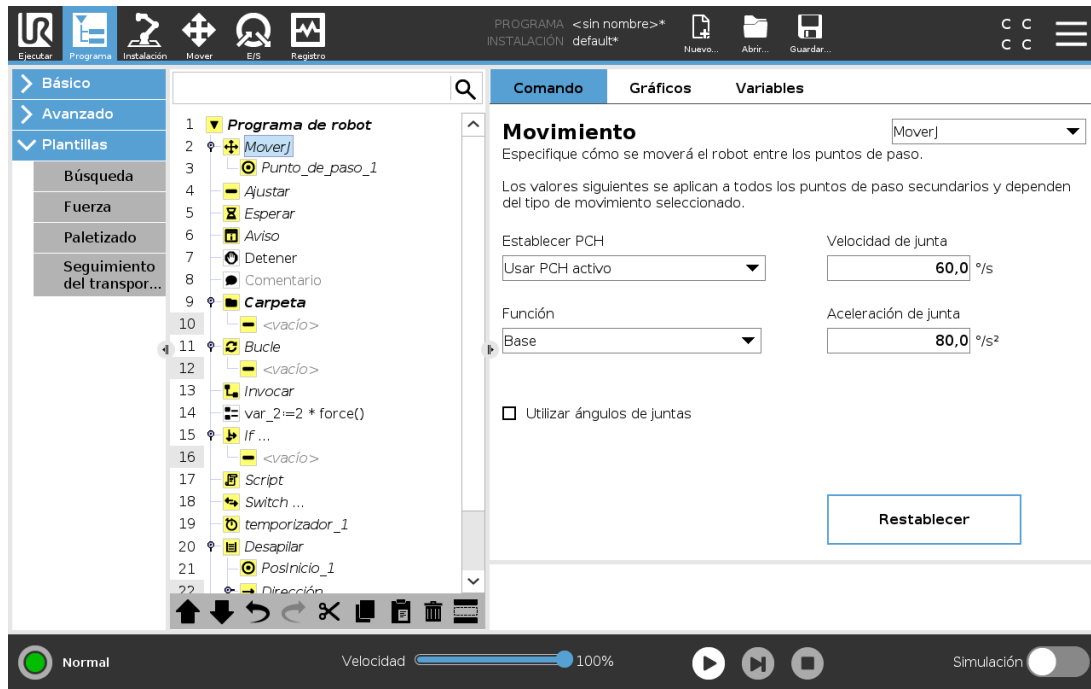 UR
PROGRAMA <sin nombre>*
INSTALACIÓN default*
C C
C C
Ejecutar Programa Instalación Mover E/S Registro Nuevo... Abrir... Guardar...
Básico
Avanzado
Plantillas
Búsqueda
Fuerza
Paletizado
Seguimiento
del transpor...
1 Programa de robot
2 MoverJ
3 Punto_de_paso_1
4 Ajustar
5 Esperar
6 Aviso
7 Detener
8 Comentario
9 Carpeta
10 <vacío>
11 Bucle
12 <vacío>
13 Invocar
14 var_2:=2 * force()
15 If ...
16 <vacío>
17 Script
18 Switch ...
19 temporizador_1
20 Desapilar
21 PosInicio_1
22 Dirección
Comando Gráficos Variables
Movimiento MoverJ
Especifique cómo se moverá el robot entre los puntos de paso.
Los valores siguientes se aplican a todos los puntos de paso secundarios y dependen
del tipo de movimiento seleccionado.
Establecer PCH Velocidad de junta
Usar PCH activo 60,0 °/s
Función Aceleración de junta
Base 80,0 °/s²
Utilizar ángulos de juntas
Restablecer
Normal Velocidad 100% Simulación